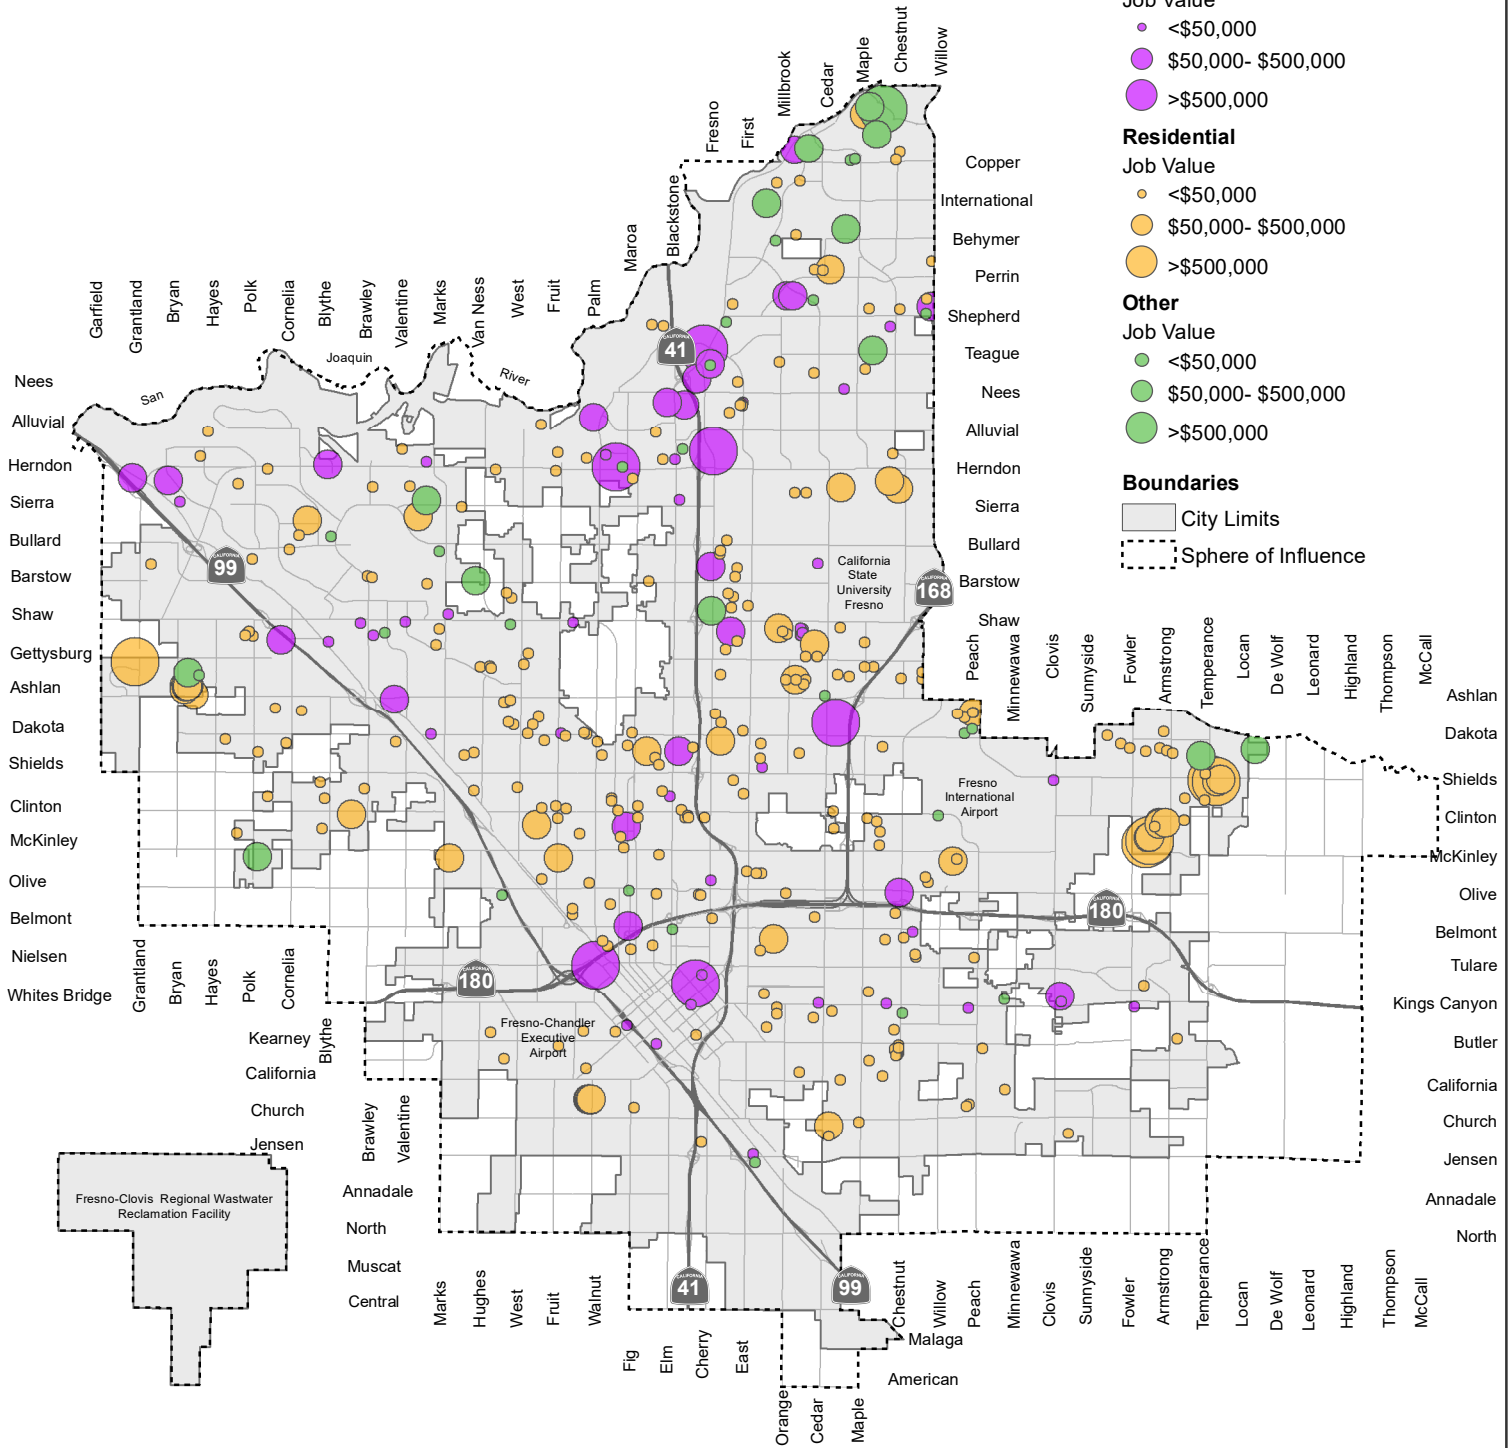 Job Value
<$50,000
$50,000- $500,000
>$500,000
Residential
Job Value
<$50,000
$50,000- $500,000
>$500,000
Other
Job Value
<$50,000
$50,000- $500,000
>$500,000
Boundaries
City Limits
Sphere of Influence
Fresno
First
Millbrook
Cedar
Maple
Chestnut
Willow
Garfield
Grantland
Bryan
Hayes
Polk
Cornelia
Blythe
Brawley
Valentine
Marks
Van Ness
West
Fruit
Palm
Maroa
Blackstone
San
Joaquin
River
Copper
International
Behymer
Perrin
Shepherd
Teague
Nees
Alluvial
Herndon
Sierra
Bullard
Barstow
Shaw
Nees
Alluvial
Herndon
Sierra
Bullard
Barstow
Shaw
Gettysburg
Ashlan
Dakota
Shields
Clinton
McKinley
Olive
Belmont
Nielsen
Whites Bridge
CALIFORNIA
41
CALIFORNIA
99
CALIFORNIA
168
California
State
University
Fresno
Peach
Minnewawa
Clovis
Sunnyside
Fowler
Armstrong
Temperance
Locan
De Wolf
Leonard
Highland
Thompson
McCall
Ashlan
Dakota
Shields
Clinton
McKinley
Olive
Belmont
Tulare
Kings Canyon
Butler
California
Church
Jensen
Annadale
North
Fresno
International
Airport
CALIFORNIA
180
CALIFORNIA
180
Grantland
Bryan
Hayes
Polk
Cornelia
Blythe
Kearney
California
Church
Jensen
Brawley
Valentine
Fresno-Chandler
Executive
Airport
Fresno-Clovis Regional Wastwater
Reclamation Facility
Annadale
North
Muscat
Central
Marks
Hughes
West
Fruit
Walnut
Fig
Elm
Cherry
East
Orange
Cedar
Maple
CALIFORNIA
41
CALIFORNIA
99
Chestnut
Willow
Peach
Minnewawa
Clovis
Sunnyside
Fowler
Armstrong
Temperance
Locan
De Wolf
Leonard
Highland
Thompson
McCall
Malaga
American